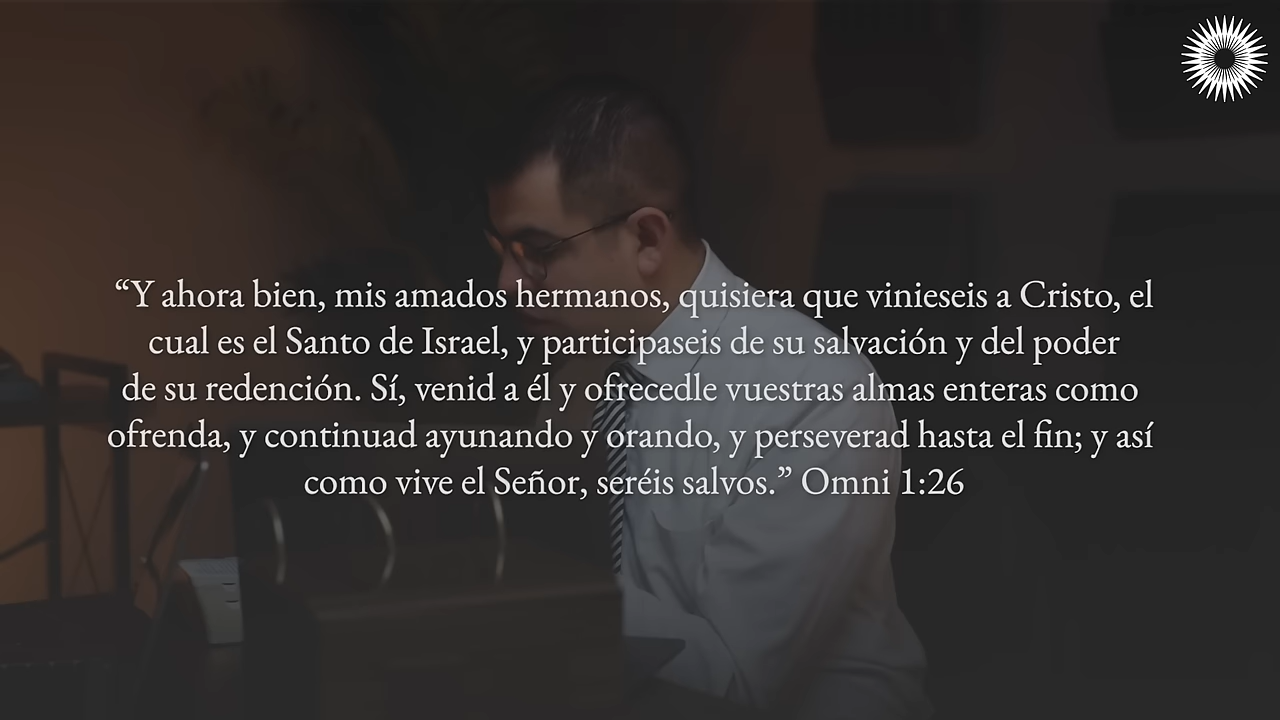 “Y ahora bien, mis amados hermanos, quisiera que vinieseis a Cristo, el
cual es el Santo de Israel, y participaseis de su salvación y del poder
de su redención. Sí, venid a él y ofrecedle vuestras almas enteras como
ofrenda, y continuad ayunando y orando, y perseverad hasta el fin; y así
como vive el Señor, seréis salvos.” Omni 1:26